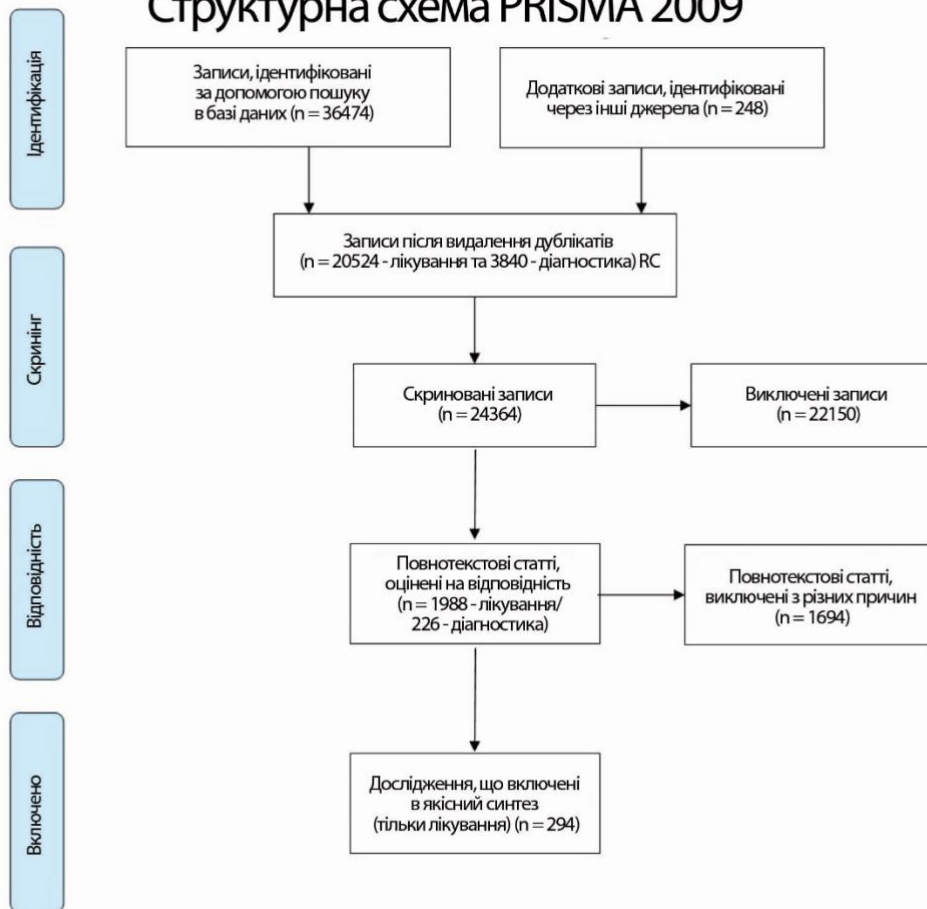 Структурна схема PRISMA 2009
Ідентифікація
Записи, ідентифіковані
за допомогою пошуку
в базі даних (n = 36474)
Додаткові записи, ідентифіковані
через інші джерела (n = 248)
Записи після видалення дублікатів
(n = 20524 - лікування та 3840 - діагностика) RC
Скринінг
Скриновані записи
(n = 24364)
Виключені записи
(n = 22150)
Відповідність
Повнотекстові статті,
оцінені на відповідність
(n = 1988 - лікування/
226 - діагностика)
Повнотекстові статті,
виключені з різних причин
(n = 1694)
Включено
Дослідження, що включені
в якісний синтез
(тільки лікування) (n = 294)